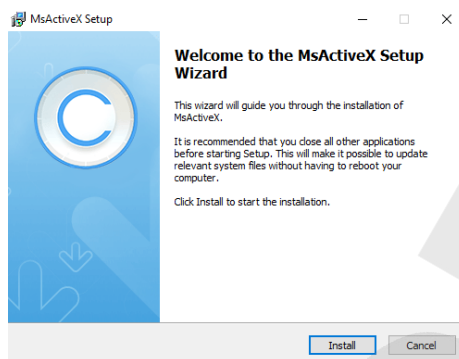 MsActiveX Setup
Welcome to the MsActiveX Setup
Wizard
This wizard will guide you through the installation of
MsActiveX.
It is recommended that you close all other applications
before starting Setup. This will make it possible to update
relevant system files without having to reboot your
computer.
Click Install to start the installation.
Install
Cancel